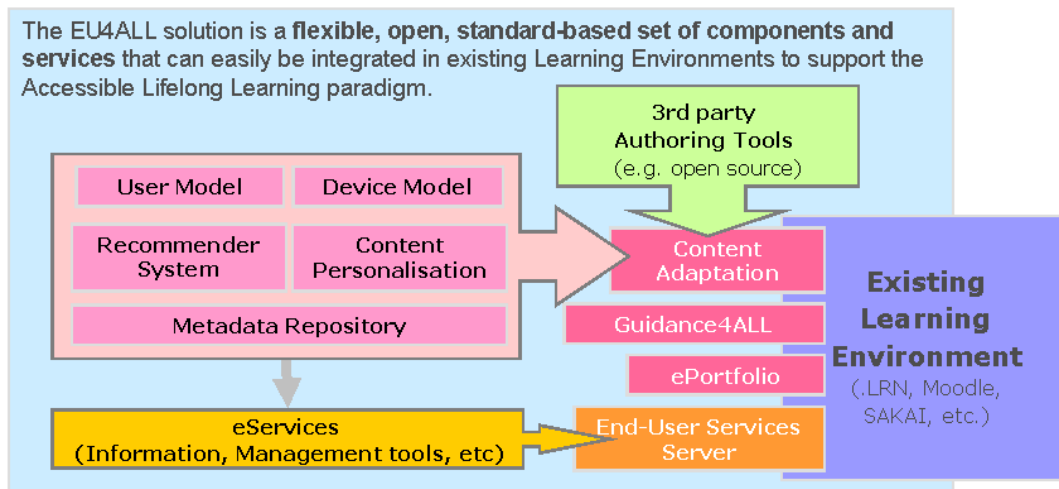 The EU4ALL solution is a flexible, open, standard-based set of components and
services that can easily be integrated in existing Learning Environments to support the
Accessible Lifelong Learning paradigm.
3rd party
Authoring Tools
(e.g. open source)
User Model
Device Model
Recommender
System
Content
Personalisation
Metadata Repository
Content
Adaptation
Guidance4ALL
ePortfolio
Existing
Learning
Environment
(.LRN, Moodle,
SAKAI, etc.)
eServices
(Information, Management tools, etc)
End-User Services
Server